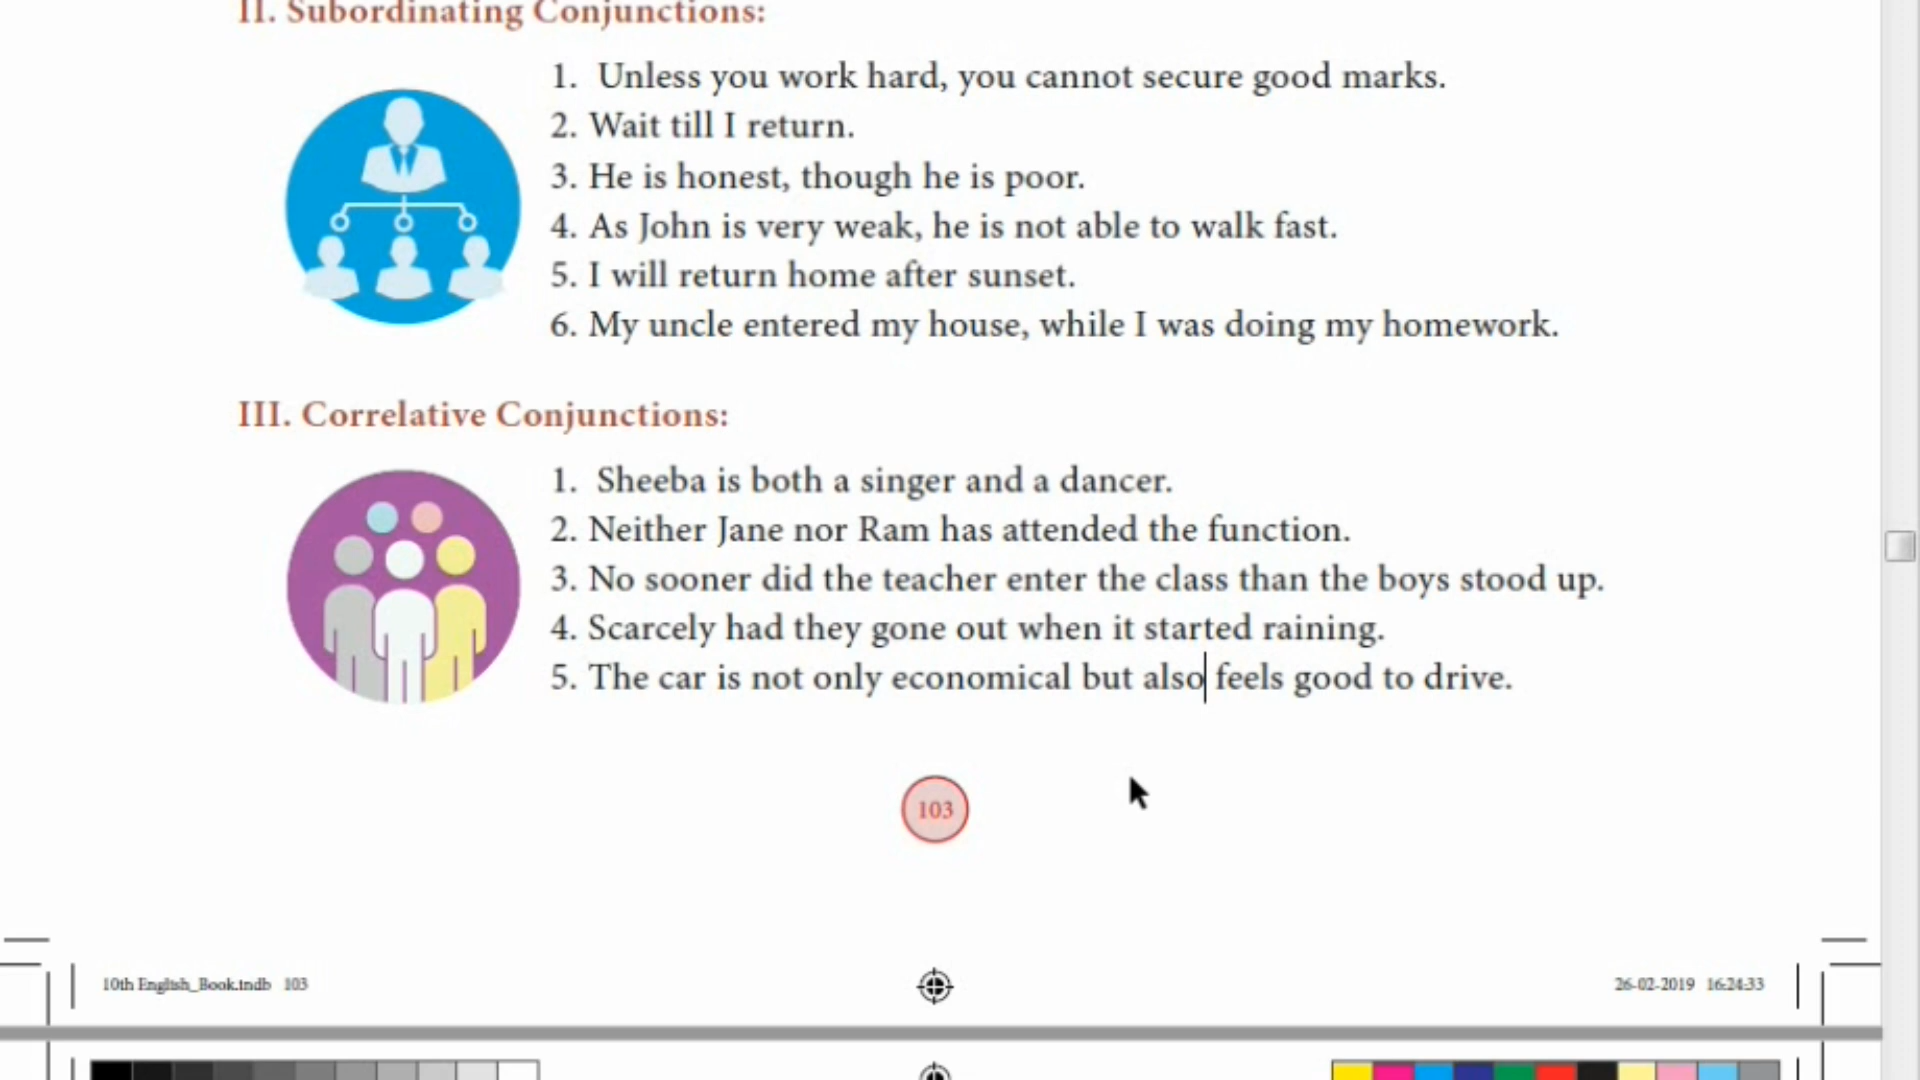 II. Subordinating Conjunctions:
1. Unless you work hard, you cannot secure good marks.
2. Wait till I return.
3. He is honest, though he is poor.
4. As John is very weak, he is not able to walk fast.
5. I will return home after sunset.
6. My uncle entered my house, while I was doing my homework.
III. Correlative Conjunctions:
1. Sheeba is both a singer and a dancer.
2. Neither Jane nor Ram has attended the function.
3. No sooner did the teacher enter the class than the boys stood up.
4. Scarcely had they gone out when it started raining.
5. The car is not only economical but also feels good to drive.
103
10th English_Book.indb 103
26-02-2019 16:24:33